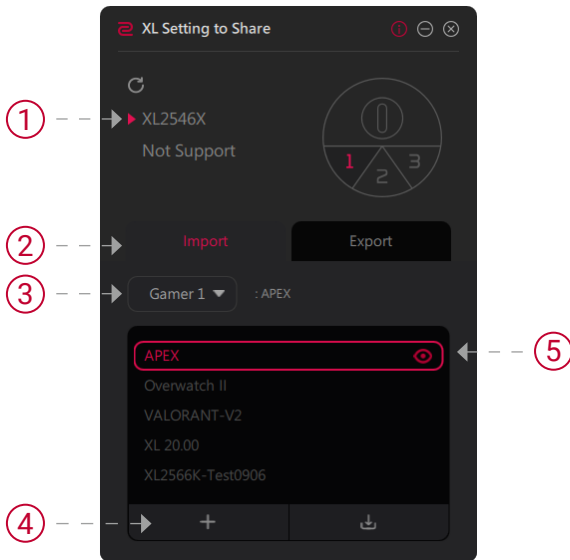 XL Setting to Share
1
XL2546X
Not Support
1
2
3
2
Import
Export
3
Gamer 1
: APEX
APEX
5
Overwatch II
VALORANT-V2
XL 20.00
XL2566K-Test0906
4